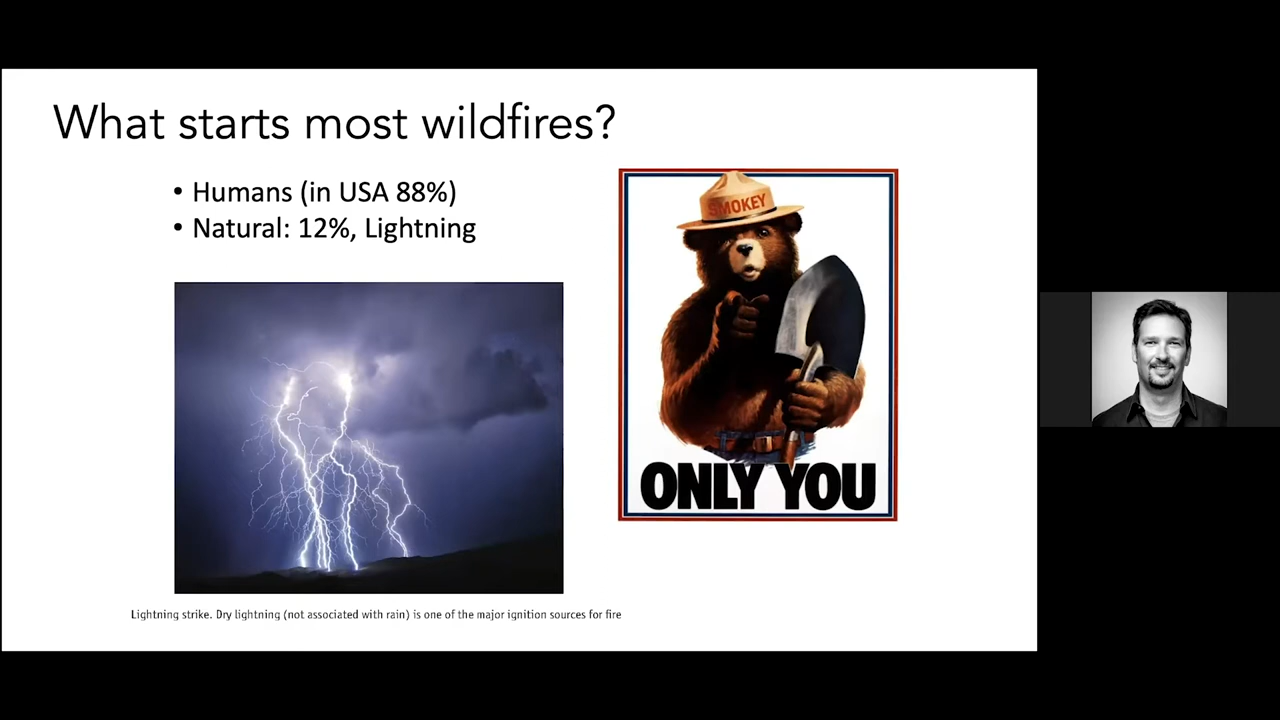 What starts most wildfires?
• Humans (in USA 88%)
• Natural: 12%, Lightning
SMOKEY
ONLY YOU
Lightning strike. Dry lightning (not associated with rain) is one of the major ignition sources for fire